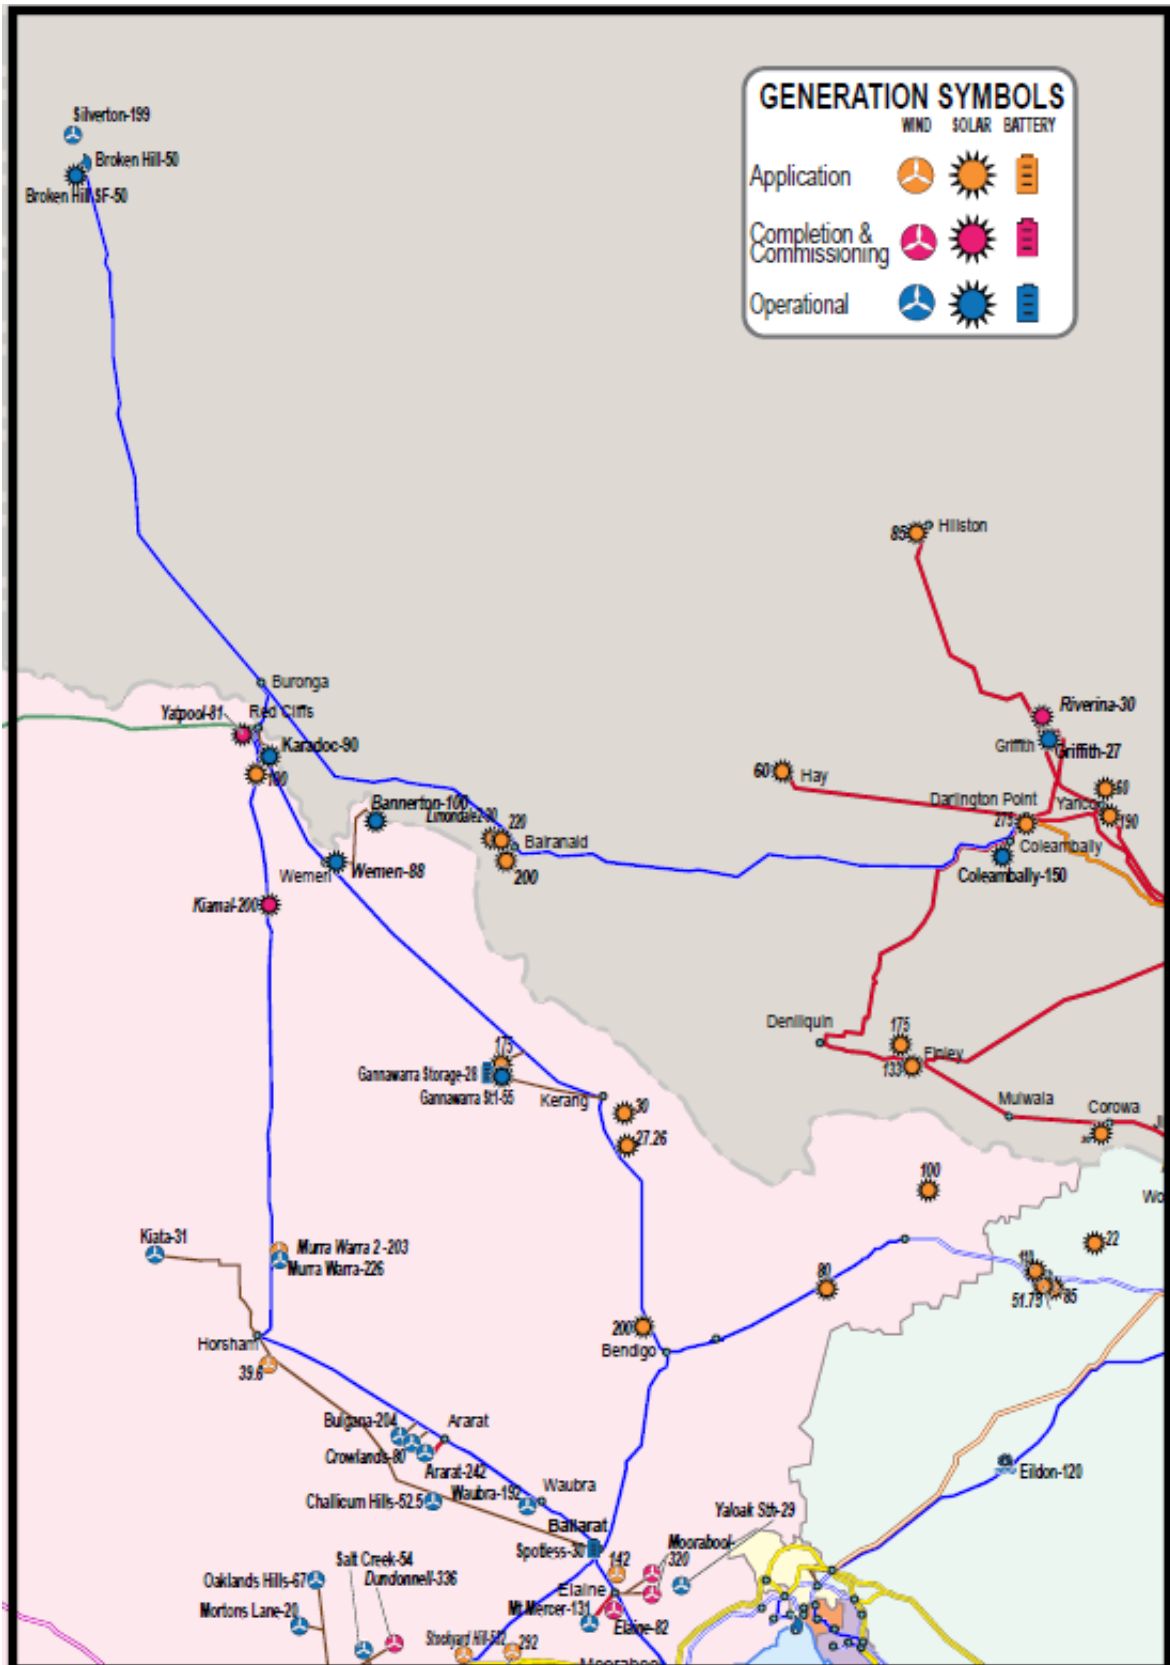 GENERATION SYMBOLS
WIND SOLAR BATTERY
Application
Completion &
Commissioning
Operational
Silverton-199
Broken Hill-50
Broken Hill SF-50
85
Hillston
Buronga
Yatpool-81
Red Cliffs
Karadoc-90
Riverina-30
Griffith
Griffith-27
60
Hay
Bannerton-100
220
Balranald
200
Darlington Point
275
60
190
Coleambally
Coleambally-150
Wemen
Wemen-88
Kiamal-200
Deniliquin
175
133
Finley
Mulwala
Corowa
Gannawarra Storage-28
Kerang
30
27.26
100
22
Kiata-31
Murra Warra 2 -203
Murra Warra-226
80
110
51.75
85
200
Bendigo
Horsham
39.6
Bulgana-204
Ararat
Crowlands-80
Ararat-242
Challicum Hills-52.5
Waubra-192
Waubra
Eildon-120
Ballarat
Spotless-30
Yaloak Sth-29
Moorabool-
320
142
Salt Creek-54
Dundonnell-336
Oaklands Hills-67
Mortons Lane-20
Elaine
Mt Mercer-131
Elaine-82
292